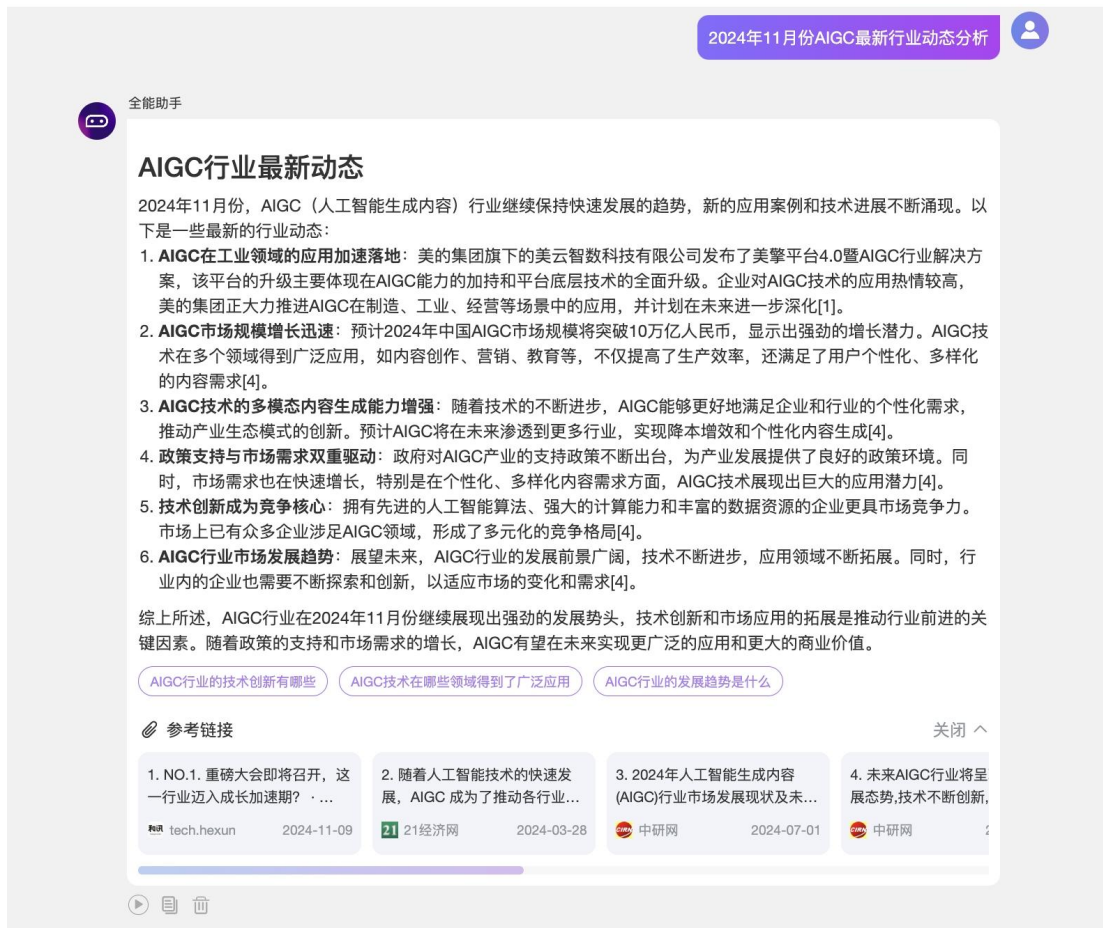 2024年11月份AIGC最新行业动态分析
全能助手
AIGC行业最新动态
2024年11月份，AIGC（人工智能生成内容）行业继续保持快速发展的趋势，新的应用案例和技术进展不断涌现。以
下是一些最新的行业动态：
1. AIGC在工业领域的应用加速落地：美的集团旗下的美云智数科技有限公司发布了美擎平台4.0暨AIGC行业解决方
案，该平台的升级主要体现在AIGC能力的加持和平台底层技术的全面升级。企业对AIGC技术的应用热情较高，
美的集团正大力推进AIGC在制造、工业、经营等场景中的应用，并计划在未来进一步深化[1]。
2. AIGC市场规模增长迅速：预计2024年中国AIGC市场规模将突破10万亿人民币，显示出强劲的增长潜力。AIGC技
术在多个领域得到广泛应用，如内容创作、营销、教育等，不仅提高了生产效率，还满足了用户个性化、多样化
的内容需求[4]。
3. AIGC技术的多模态内容生成能力增强：随着技术的不断进步，AIGC能够更好地满足企业和行业的个性化需求，
推动产业生态模式的创新。预计AIGC将在未来渗透到更多行业，实现降本增效和个性化内容生成[4]。
4. 政策支持与市场需求双重驱动：政府对AIGC产业的支持政策不断出台，为产业发展提供了良好的政策环境。同
时，市场需求也在快速增长，特别是在个性化、多样化内容需求方面，AIGC技术展现出巨大的应用潜力[4]。
5. 技术创新成为竞争核心：拥有先进的人工智能算法、强大的计算能力和丰富的数据资源的企业更具市场竞争力。
市场上已有众多企业涉足AIGC领域，形成了多元化的竞争格局[4]。
6. AIGC行业市场发展趋势：展望未来，AIGC行业的发展前景广阔，技术不断进步，应用领域不断拓展。同时，行
业内的企业也需要不断探索和创新，以适应市场的变化和需求[4]。
综上所述，AIGC行业在2024年11月份继续展现出强劲的发展势头，技术创新和市场应用的拓展是推动行业前进的关
键因素。随着政策的支持和市场需求的增长，AIGC有望在未来实现更广泛的应用和更大的商业价值。
AIGC行业的技术创新有哪些
AIGC技术在哪些领域得到了广泛应用
AIGC行业的发展趋势是什么
参考链接
关闭
1. NO.1. 重磅大会即将召开，这
一行业迈入成长加速期？ · ...
和讯 tech.hexun 2024-11-09
2. 随着人工智能技术的快速发
展，AIGC 成为了推动各行业...
21 21经济网 2024-03-28
3. 2024年人工智能生成内容
(AIGC)行业市场发展现状及未...
CIRN 中研网 2024-07-01
4. 未来AIGC行业将呈
展态势,技术不断创新,
CIRN 中研网